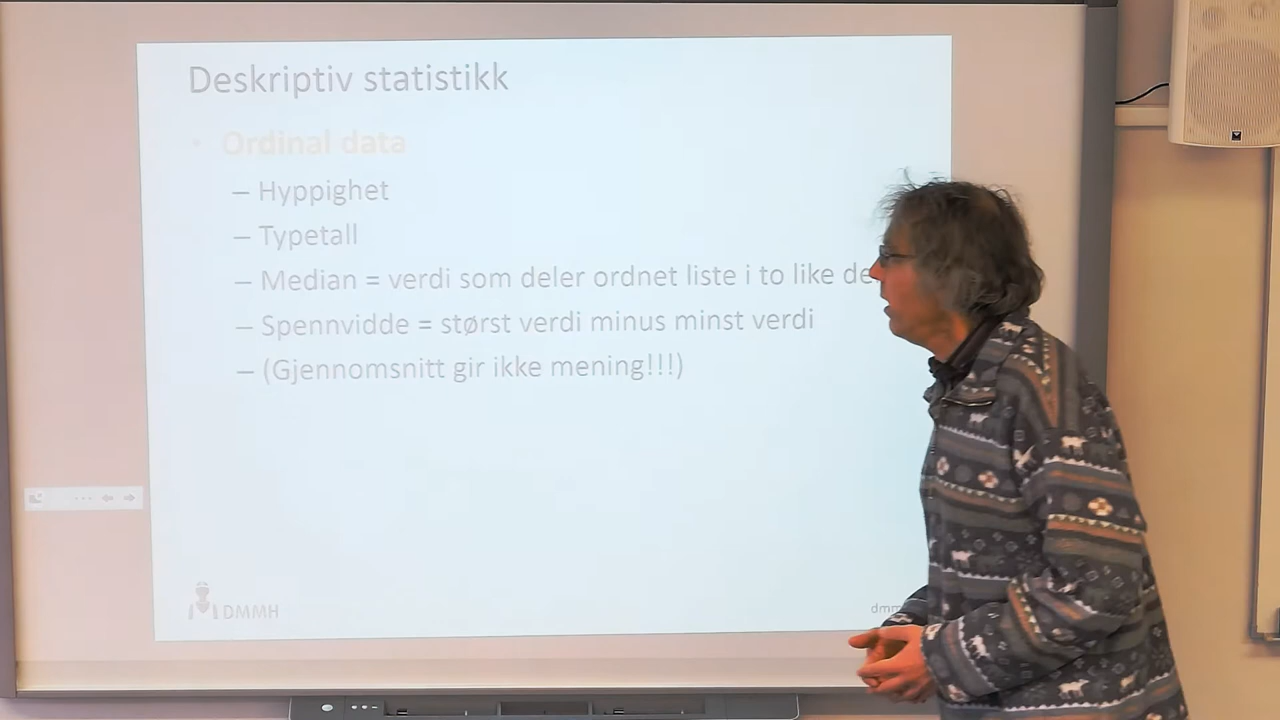 Deskriptiv statistikk
• Ordinal data
– Hyppighet
– Typetall
– Median = verdi som deler ordnet liste i to like de
– Spennvidde = størst verdi minus minst verdi
– (Gjennomsnitt gir ikke mening!!!)
DMMH